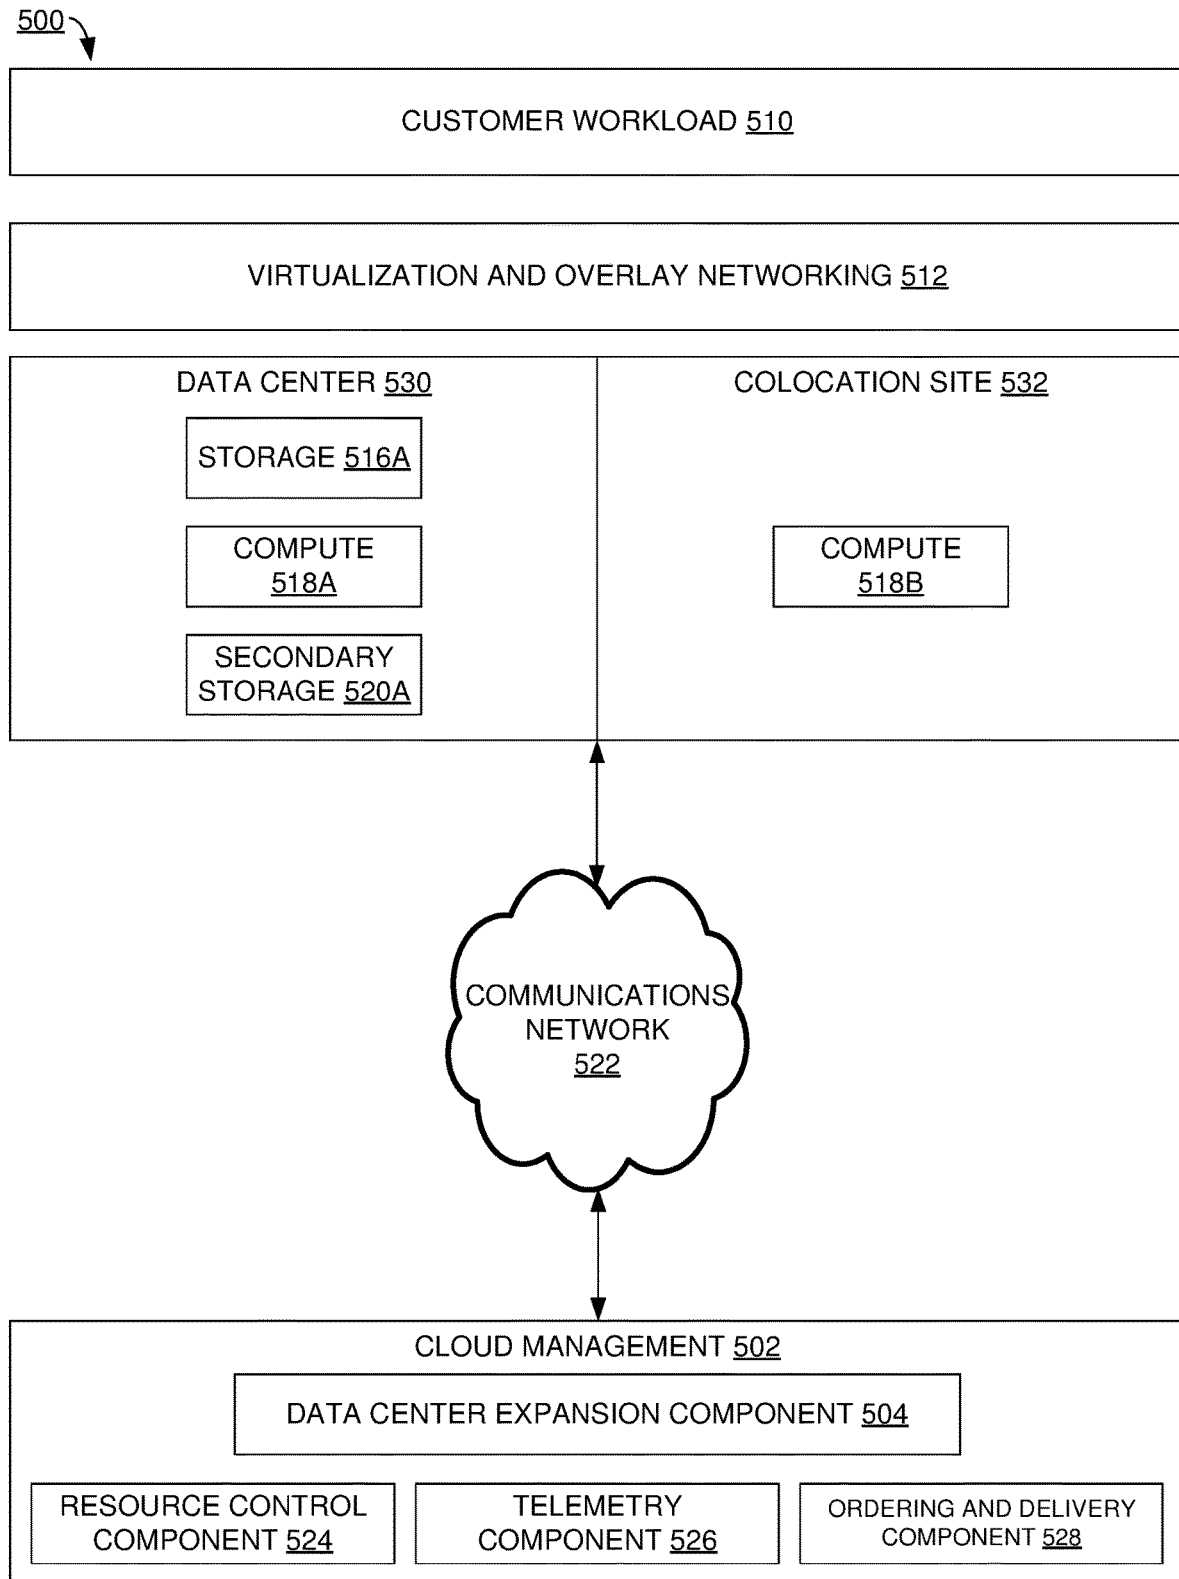 500
CUSTOMER WORKLOAD 510
VIRTUALIZATION AND OVERLAY NETWORKING 512
DATA CENTER 530
STORAGE 516A
COMPUTE
518A
SECONDARY
STORAGE 520A
COLOCATION SITE 532
COMPUTE
518B
COMMUNICATIONS
NETWORK
522
CLOUD MANAGEMENT 502
DATA CENTER EXPANSION COMPONENT 504
RESOURCE CONTROL
COMPONENT 524
TELEMETRY
COMPONENT 526
ORDERING AND DELIVERY
COMPONENT 528